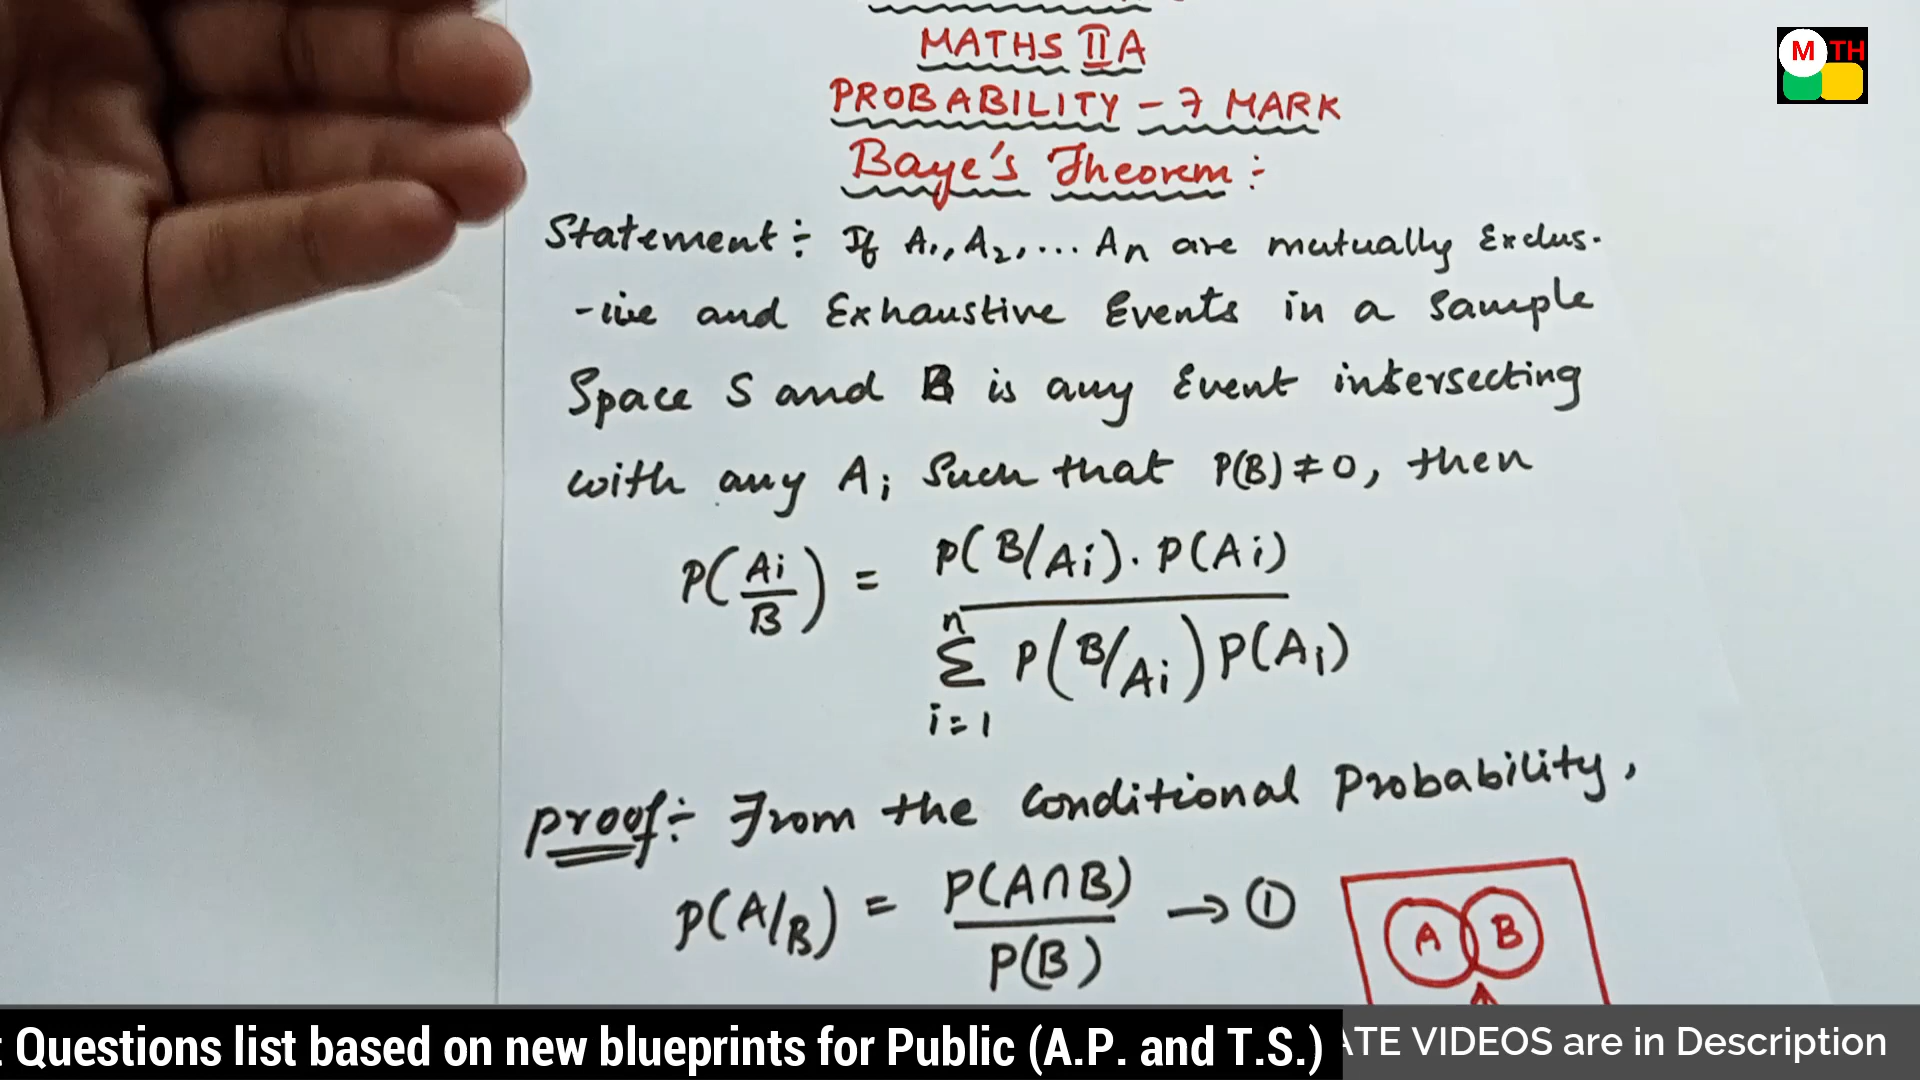 MATHS IIA
M TH
PROBABILITY - 7 MARK
Baye's Theorem :-
Statement :- If A₁, A₂, ... An are mutually Exclus-
-ive and Exhaustive Events in a Sample
Space S and B is any Event intersecting
with any Ai Such that P(B) ≠ 0, then
P(Ai/B) = P(B/Ai). P(Ai)
n
Σ P(B/Ai) P(Ai)
i=1
Proof :- From the Conditional Probability,
P(A/B) = P(A∩B) → ①
P(B)
A B
Questions list based on new blueprints for Public (A.P. and T.S.)
ATE VIDEOS are in Description